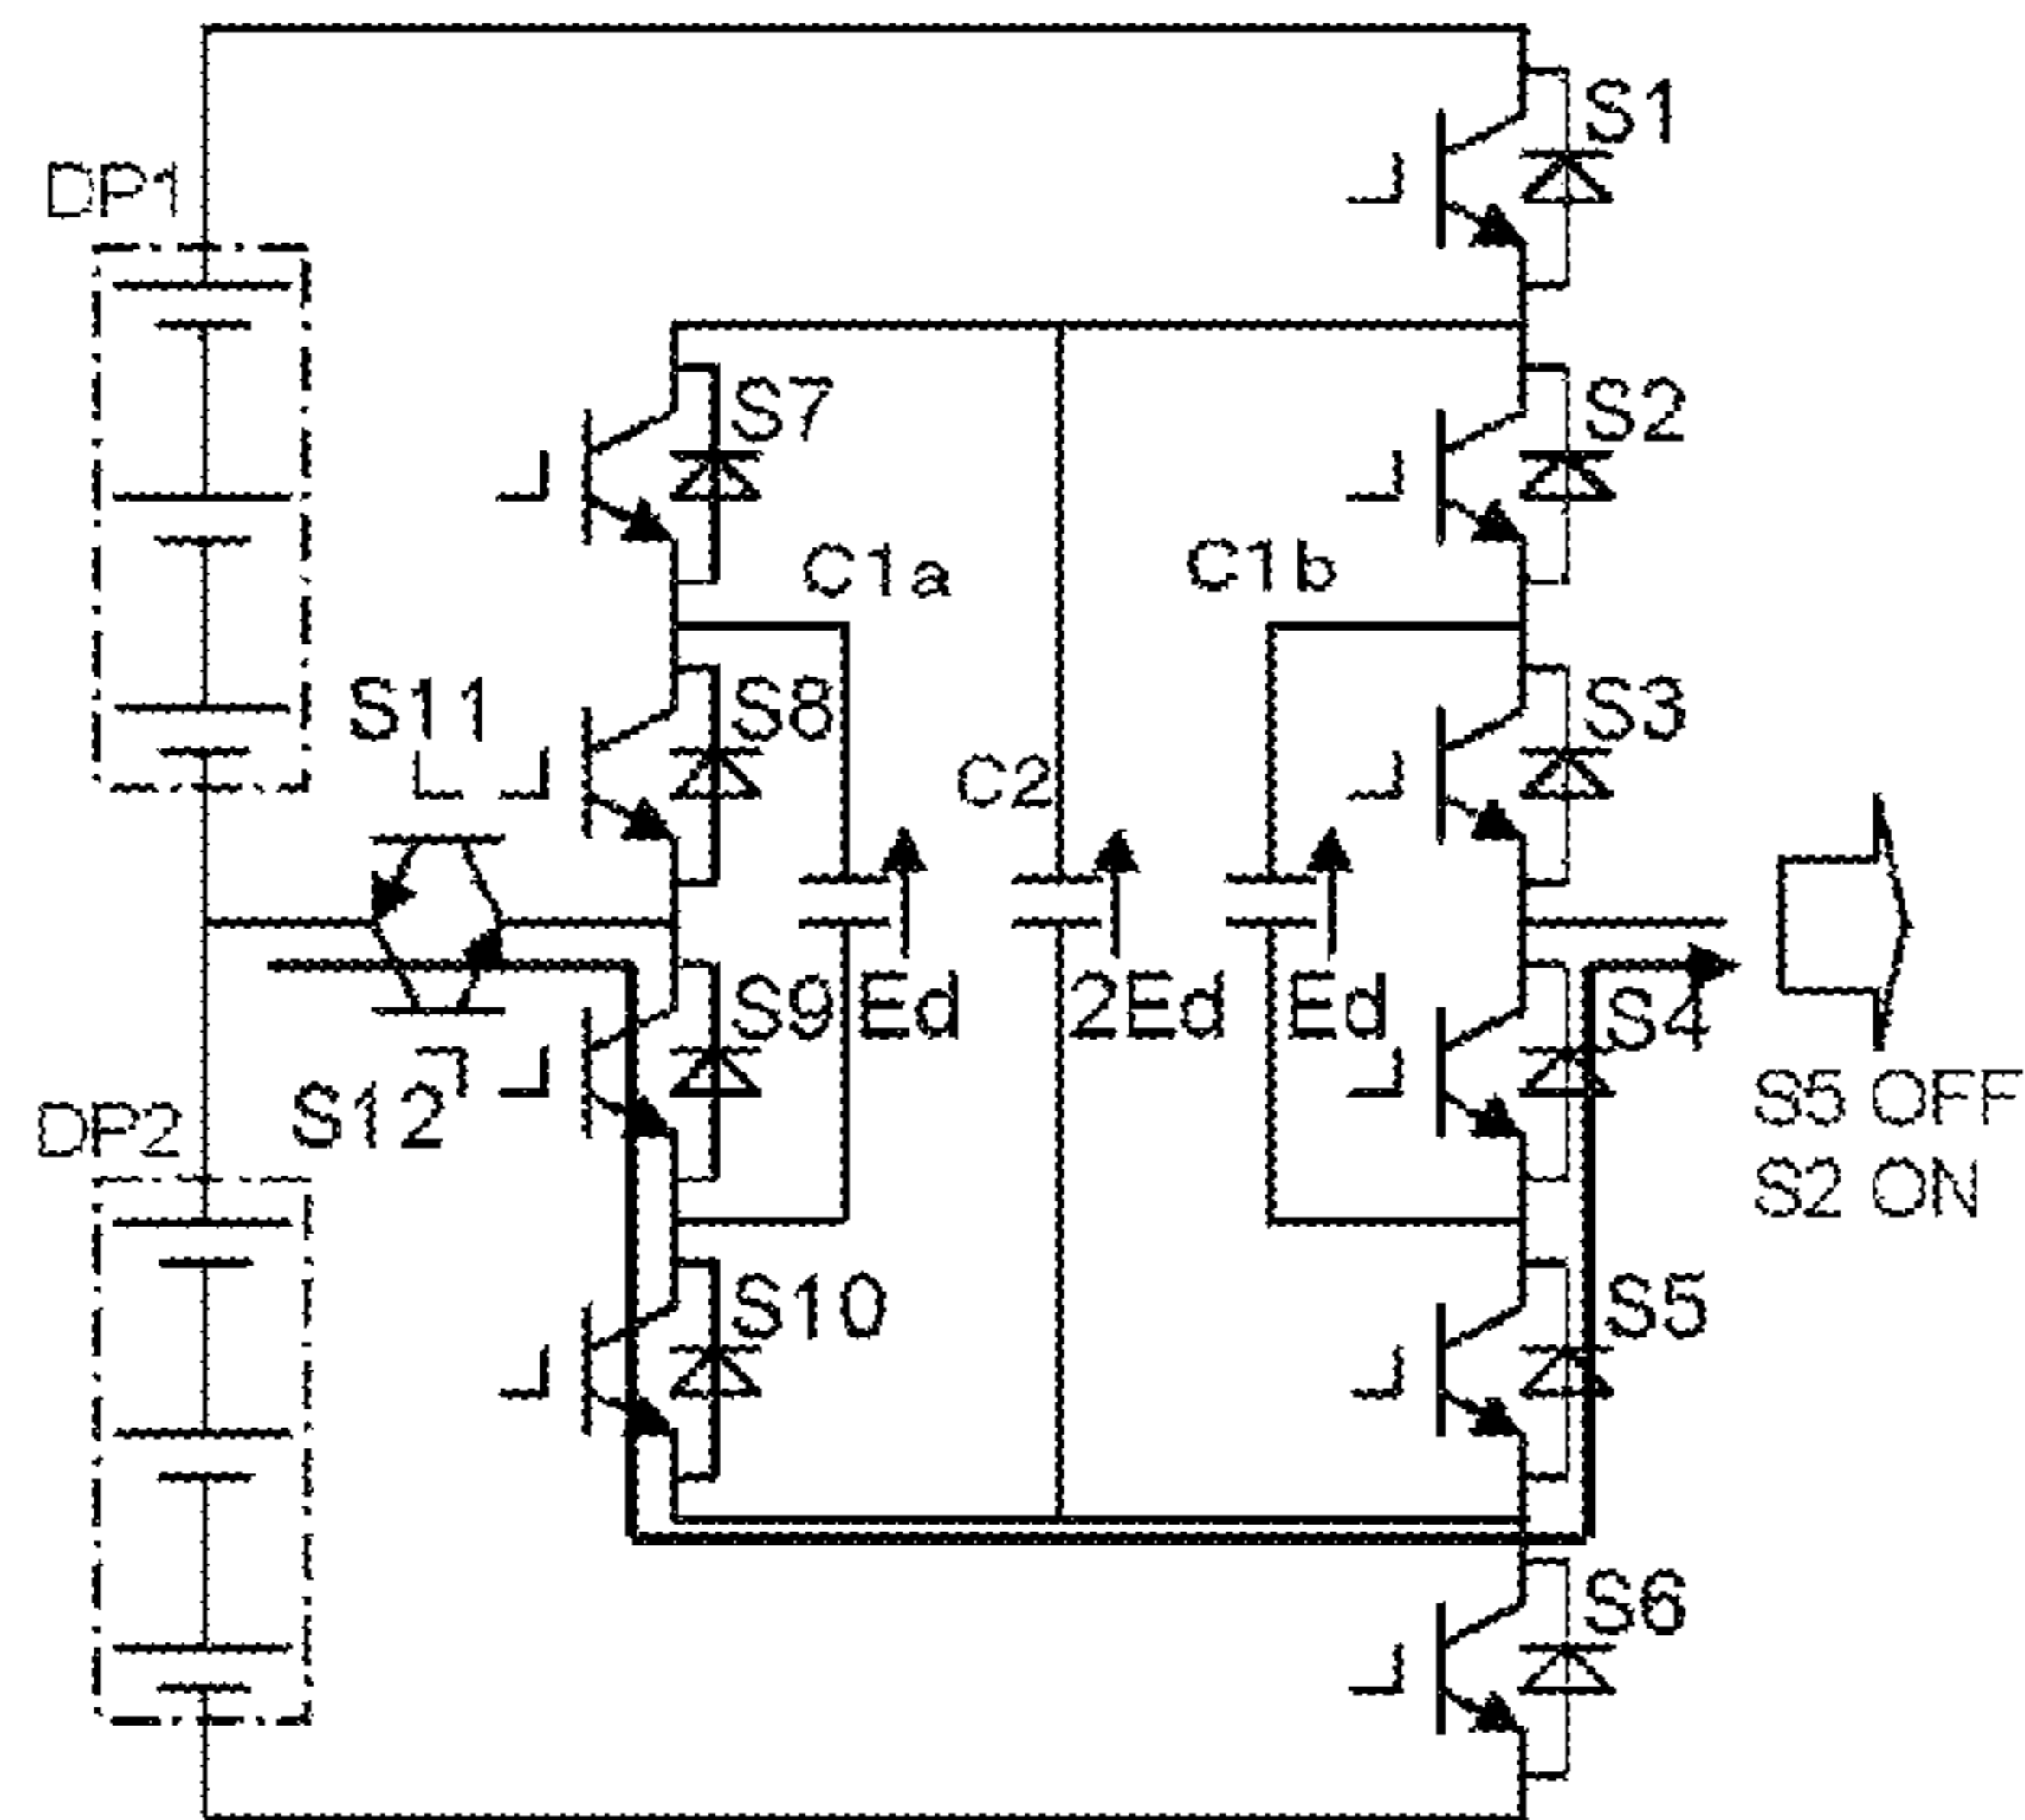 S1
DP1
S7
S2
C1a
C1b
S11
S8
S3
C2
S9
Ed
2Ed
Ed
S4
S12
DP2
S5 OFF
S2 ON
S10
S5
S6